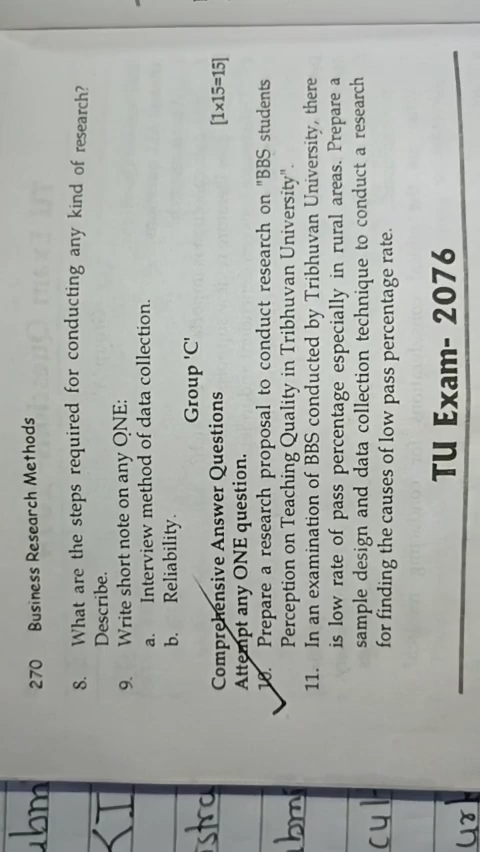 270 Business Research Methods
8. What are the steps required for conducting any kind of research?
Describe.
9. Write short note on any ONE:
a. Interview method of data collection.
b. Reliability.
Group 'C'
Comprehensive Answer Questions [1x15=15]
Attempt any ONE question.
10. Prepare a research proposal to conduct research on "BBS students
Perception on Teaching Quality in Tribhuvan University".
11. In an examination of BBS conducted by Tribhuvan University, there
is low rate of pass percentage especially in rural areas. Prepare a
sample design and data collection technique to conduct a research
for finding the causes of low pass percentage rate.
TU Exam- 2076